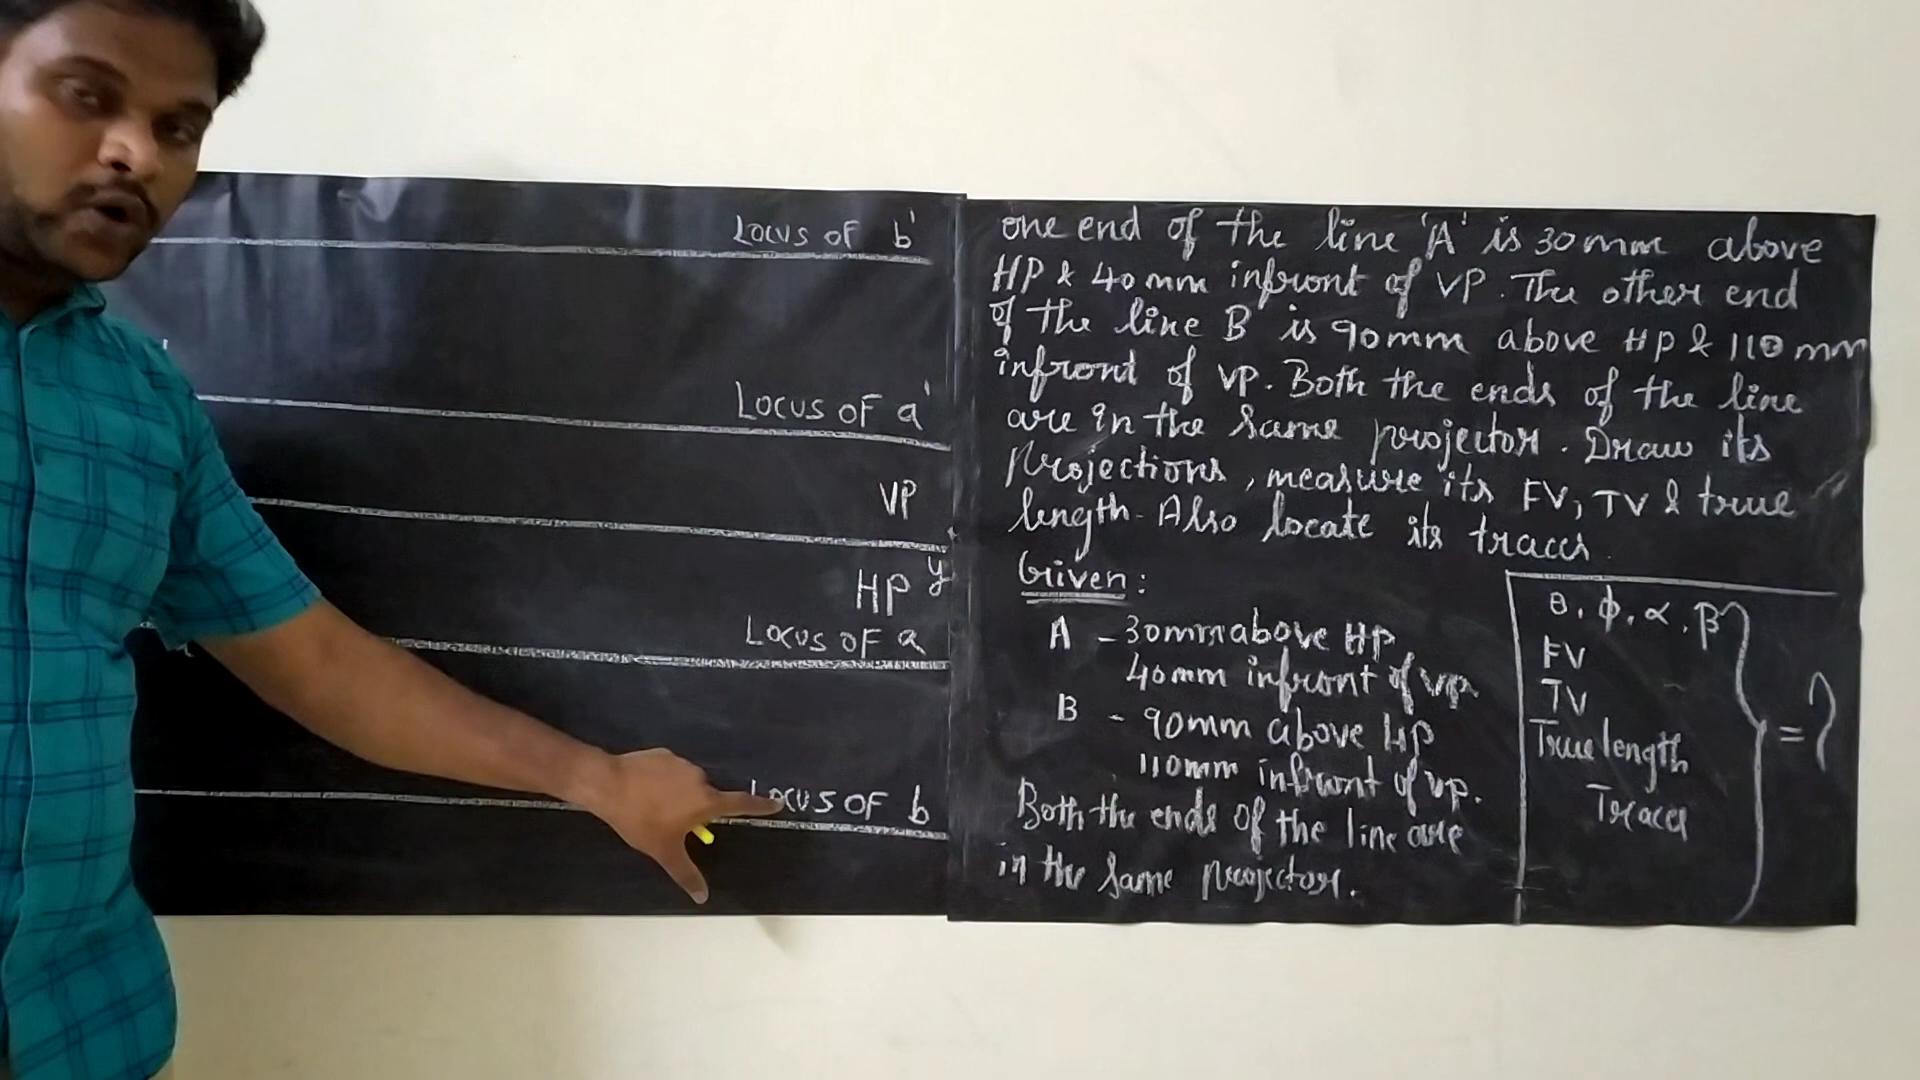 Locus of b'
Locus of a'
VP
y
HP
Locus of a
Locus of b
one end of the line 'A' is 30mm above
HP & 40mm infront of VP. The other end
of the line B is 90mm above HP & 110mm
infront of VP. Both the ends of the line
are in the same projector. Draw its
projections, measure its FV, TV & true
length. Also locate its traces.
Given:
A - 30mm above HP
40mm infront of VP
B - 90mm above HP
110mm infront of VP.
Both the ends of the line are
in the same projector.
θ, ϕ, α, β
FV
TV
True length
Traces
= ?